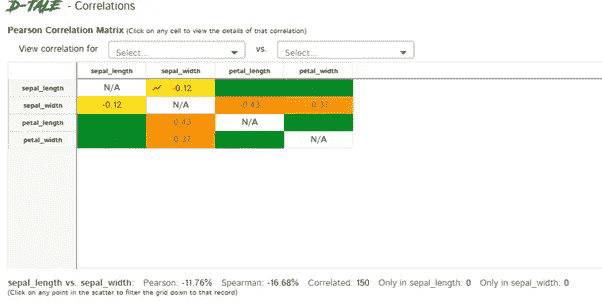 D-TALE - Correlations
Pearson Correlation Matrix (Click on any cell to view the details of that correlation)
View correlation for Select... vs. Select...
sepal_length sepal_width petal_length petal_width
sepal_length N/A -0.12
sepal_width -0.12 N/A -0.43 -0.37
petal_length -0.43 N/A
petal_width -0.37 N/A
sepal_length vs. sepal_width: Pearson: -11.76% Spearman: -16.68% Correlated: 150 Only in sepal_length: 0 Only in sepal_width: 0
(Click on any point in the scatter to filter the grid down to that record)